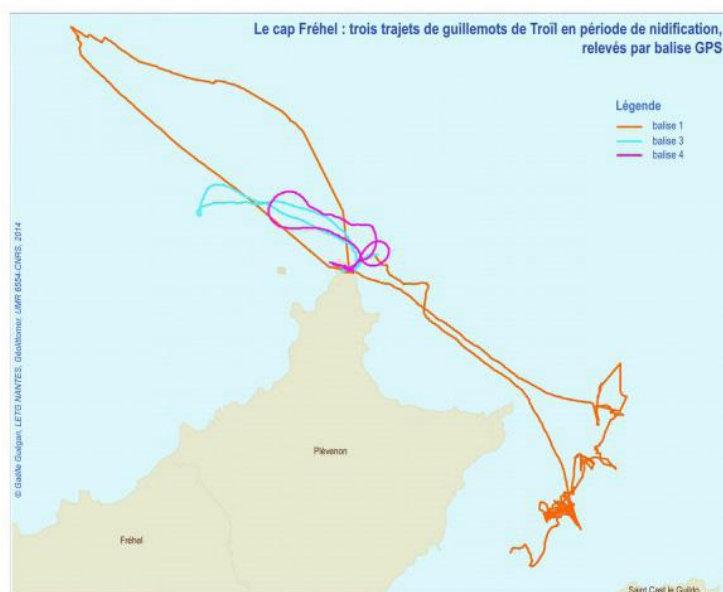 Le cap Fréhel : trois trajets de guillemots de Troïl en période de nidification,
relevés par balise GPS
Légende
balise 1
balise 3
balise 4
© Gaëlle Guégan, LETG NANTES, Géolittomer, UMR 6554-CNRS, 2014
Plévenon
Fréhel
Saint Cast le Guildo